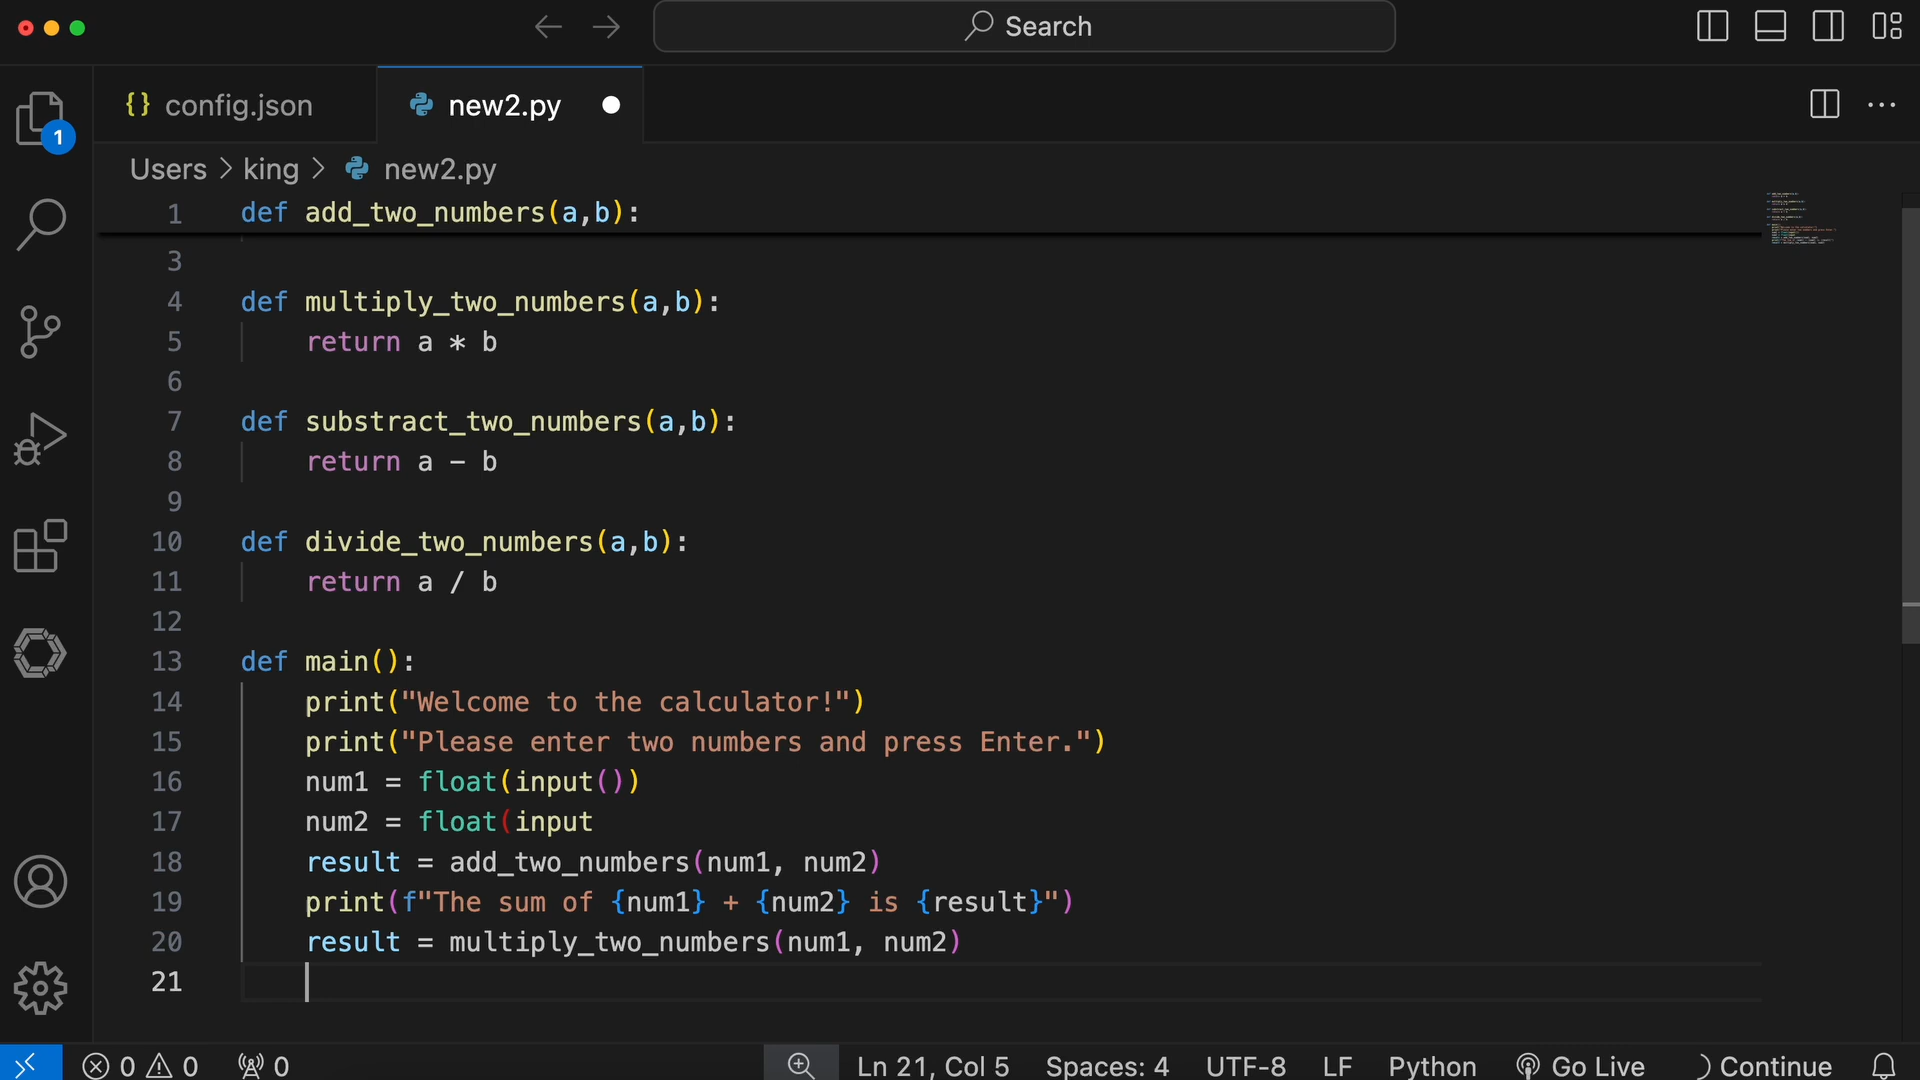 Search
{} config.json
new2.py
1
Users > king > new2.py
1 def add_two_numbers(a,b):
3
4 def multiply_two_numbers(a,b):
5 return a * b
6
7 def substract_two_numbers(a,b):
8 return a - b
9
10 def divide_two_numbers(a,b):
11 return a / b
12
13 def main():
14 print("Welcome to the calculator!")
15 print("Please enter two numbers and press Enter.")
16 num1 = float(input())
17 num2 = float(input
18 result = add_two_numbers(num1, num2)
19 print(f"The sum of {num1} + {num2} is {result}")
20 result = multiply_two_numbers(num1, num2)
21
0 0 0 Ln 21, Col 5 Spaces: 4 UTF-8 LF Python Go Live Continue